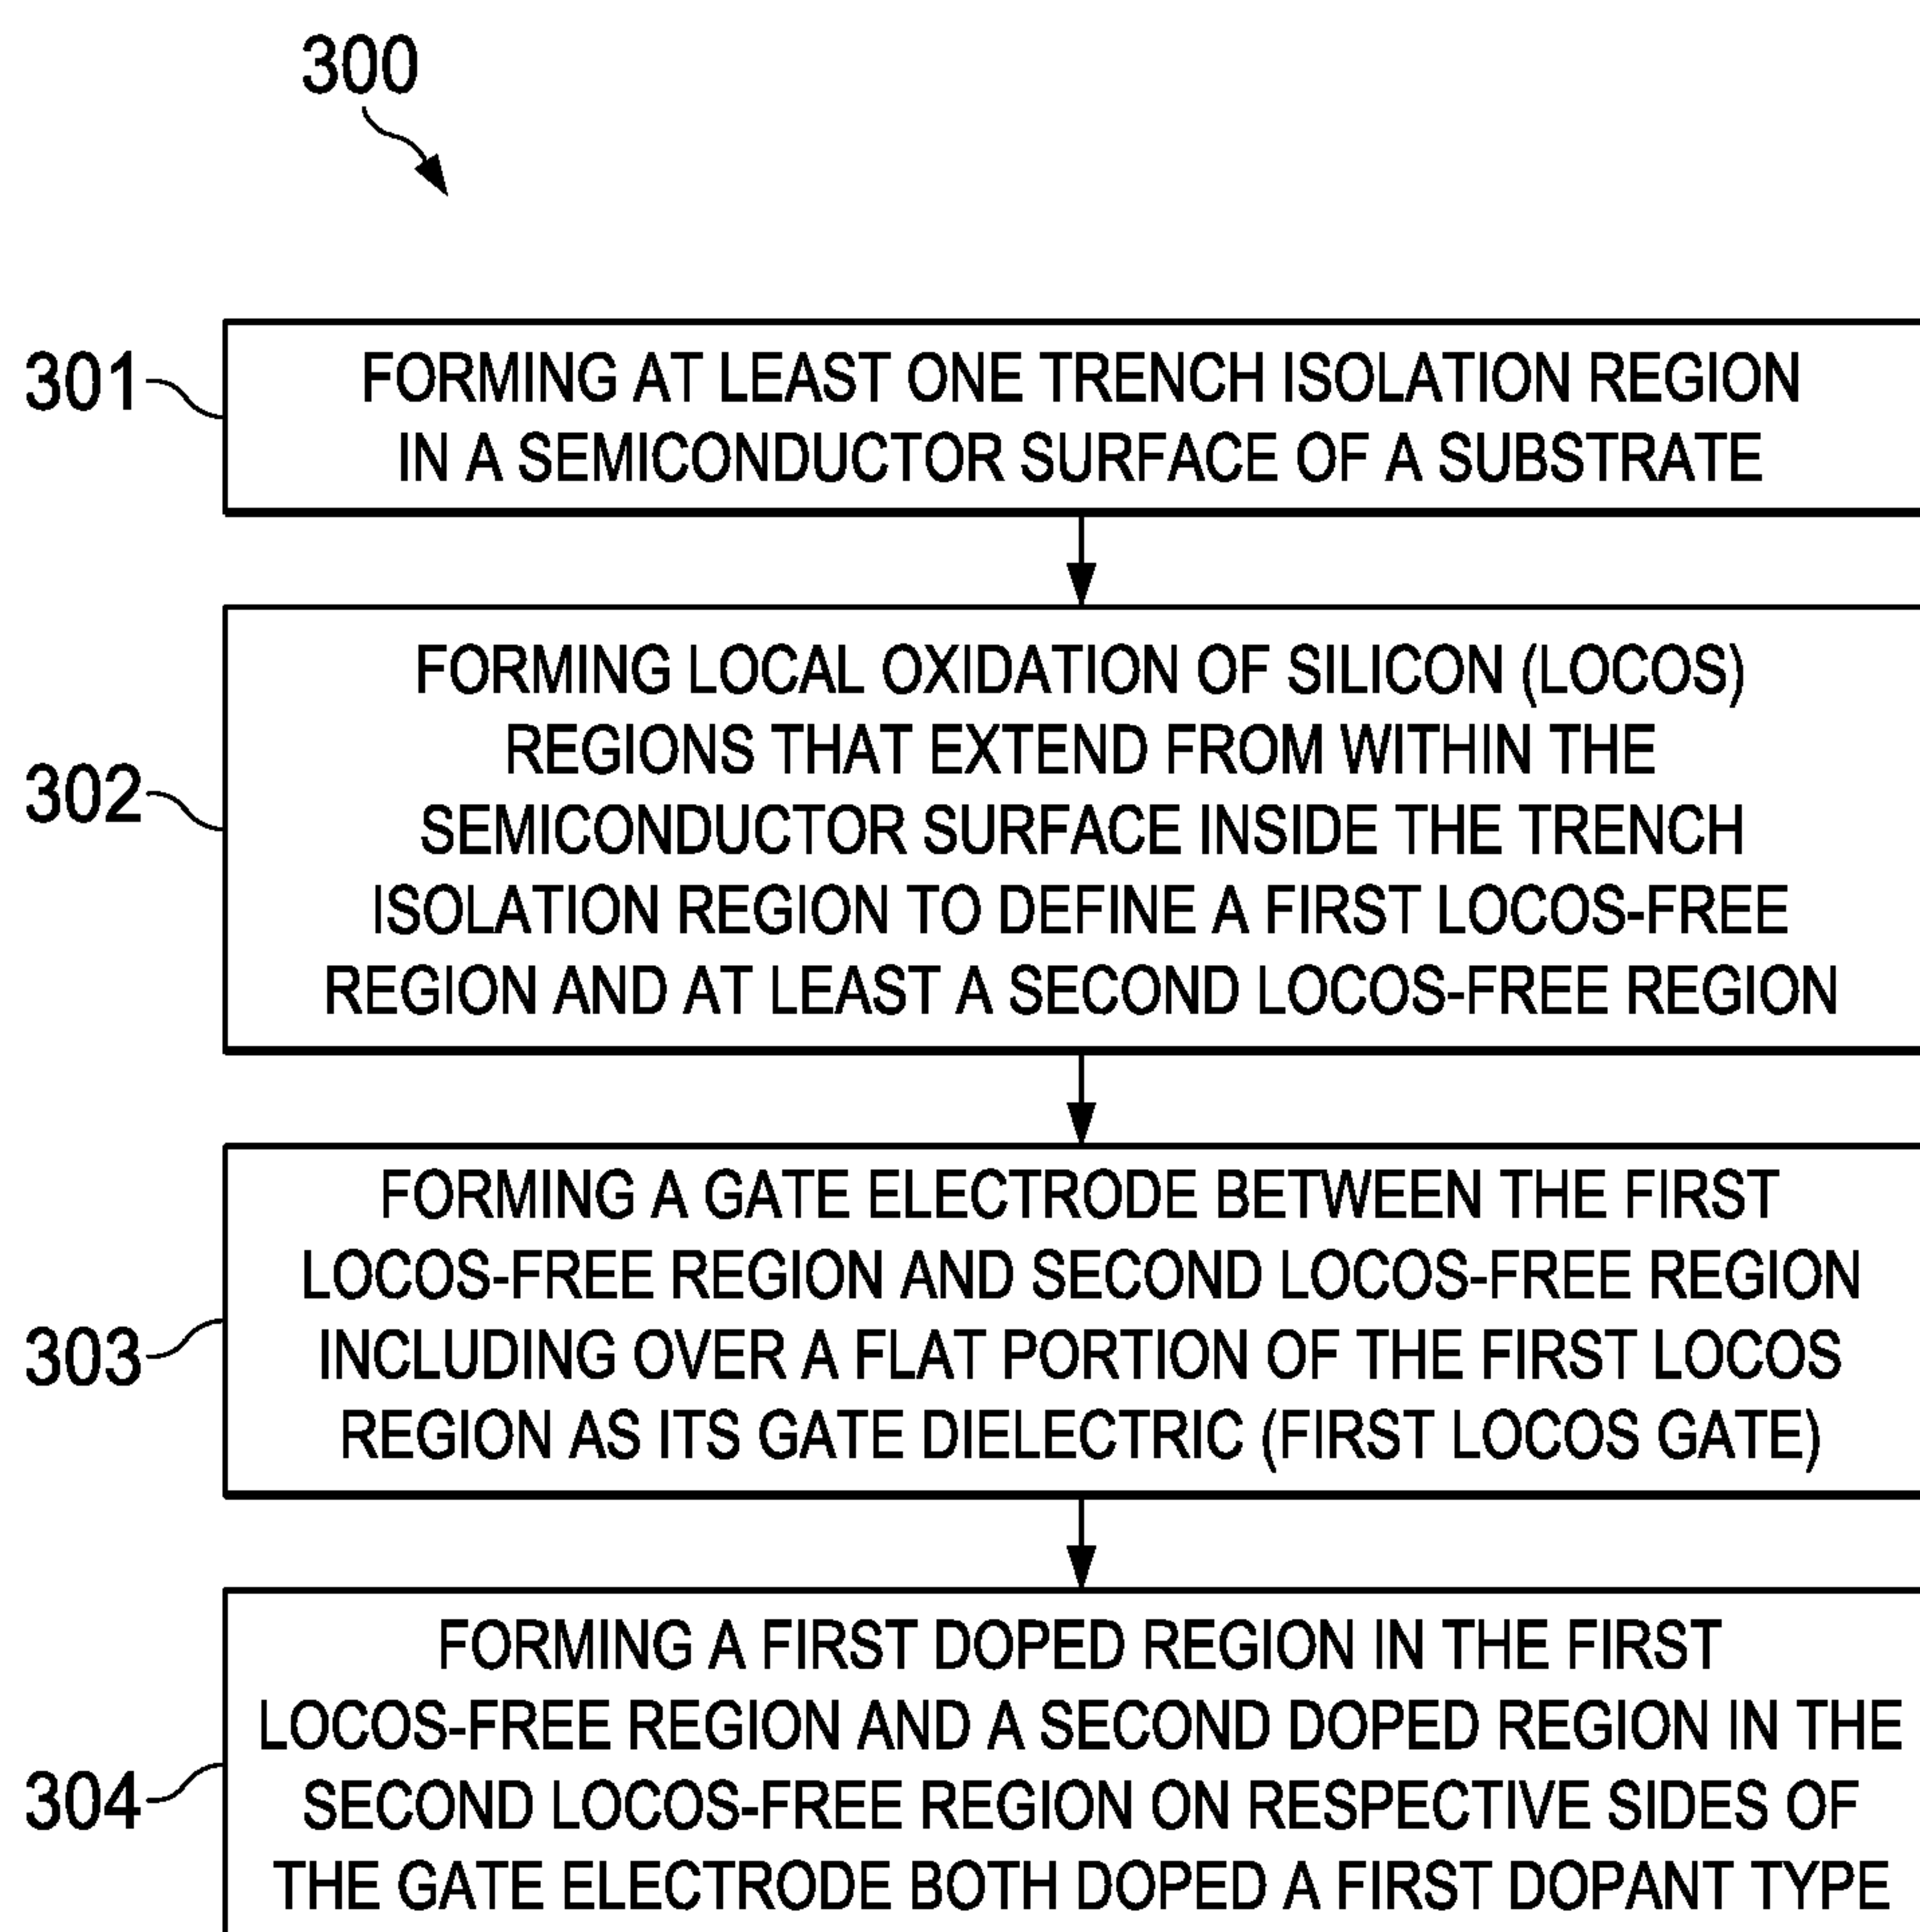 300
301
FORMING AT LEAST ONE TRENCH ISOLATION REGION
IN A SEMICONDUCTOR SURFACE OF A SUBSTRATE
302
FORMING LOCAL OXIDATION OF SILICON (LOCOS)
REGIONS THAT EXTEND FROM WITHIN THE
SEMICONDUCTOR SURFACE INSIDE THE TRENCH
ISOLATION REGION TO DEFINE A FIRST LOCOS-FREE
REGION AND AT LEAST A SECOND LOCOS-FREE REGION
303
FORMING A GATE ELECTRODE BETWEEN THE FIRST
LOCOS-FREE REGION AND SECOND LOCOS-FREE REGION
INCLUDING OVER A FLAT PORTION OF THE FIRST LOCOS
REGION AS ITS GATE DIELECTRIC (FIRST LOCOS GATE)
304
FORMING A FIRST DOPED REGION IN THE FIRST
LOCOS-FREE REGION AND A SECOND DOPED REGION IN THE
SECOND LOCOS-FREE REGION ON RESPECTIVE SIDES OF
THE GATE ELECTRODE BOTH DOPED A FIRST DOPANT TYPE